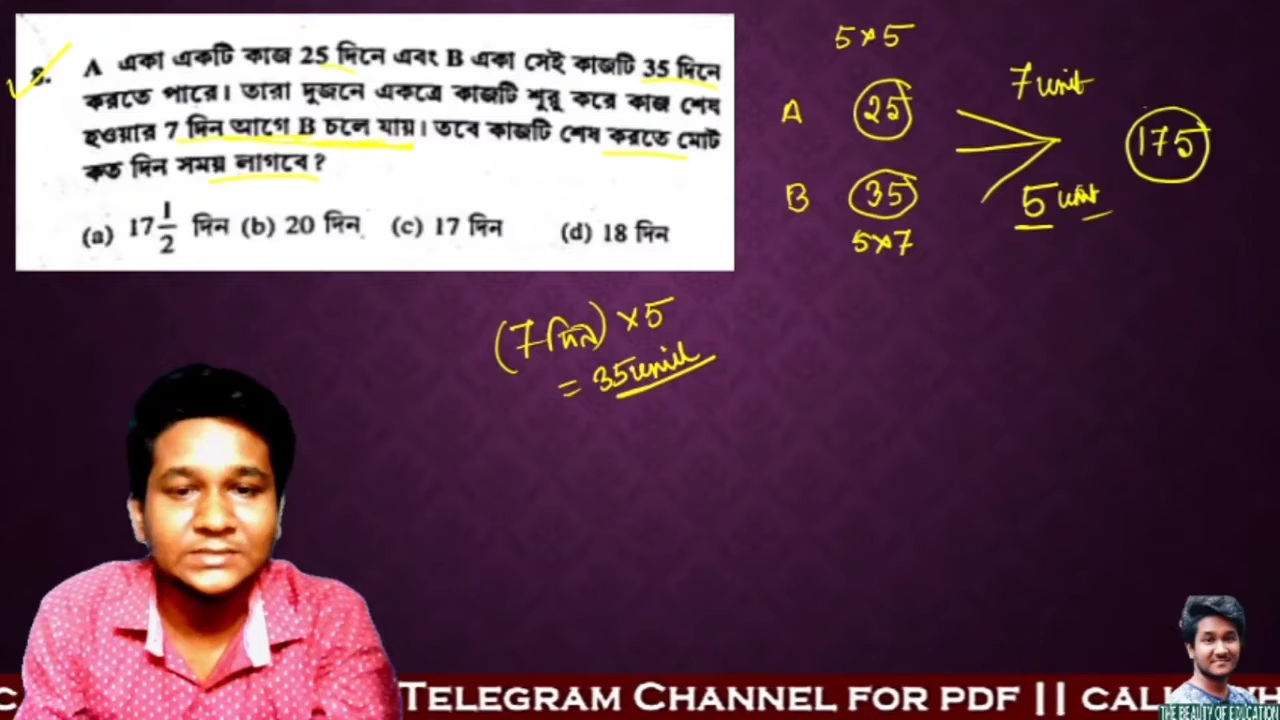 8. A একা একটি কাজ 25 দিনে এবং B একা সেই কাজটি 35 দিনে
করতে পারে। তারা দুজনে একত্রে কাজটি শুরু করে কাজ শেষ
হওয়ার 7 দিন আগে B চলে যায়। তবে কাজটি শেষ করতে মোট
কত দিন সময় লাগবে?
(a) 17 1/2 দিন (b) 20 দিন (c) 17 দিন (d) 18 দিন
5×5
7 unit
A 25
175
B 35
5 unit
5×7
(7 দিন) ×5
= 35 unit
TELEGRAM CHANNEL FOR PDF || CALL
THE BEAUTY OF EDUCATION